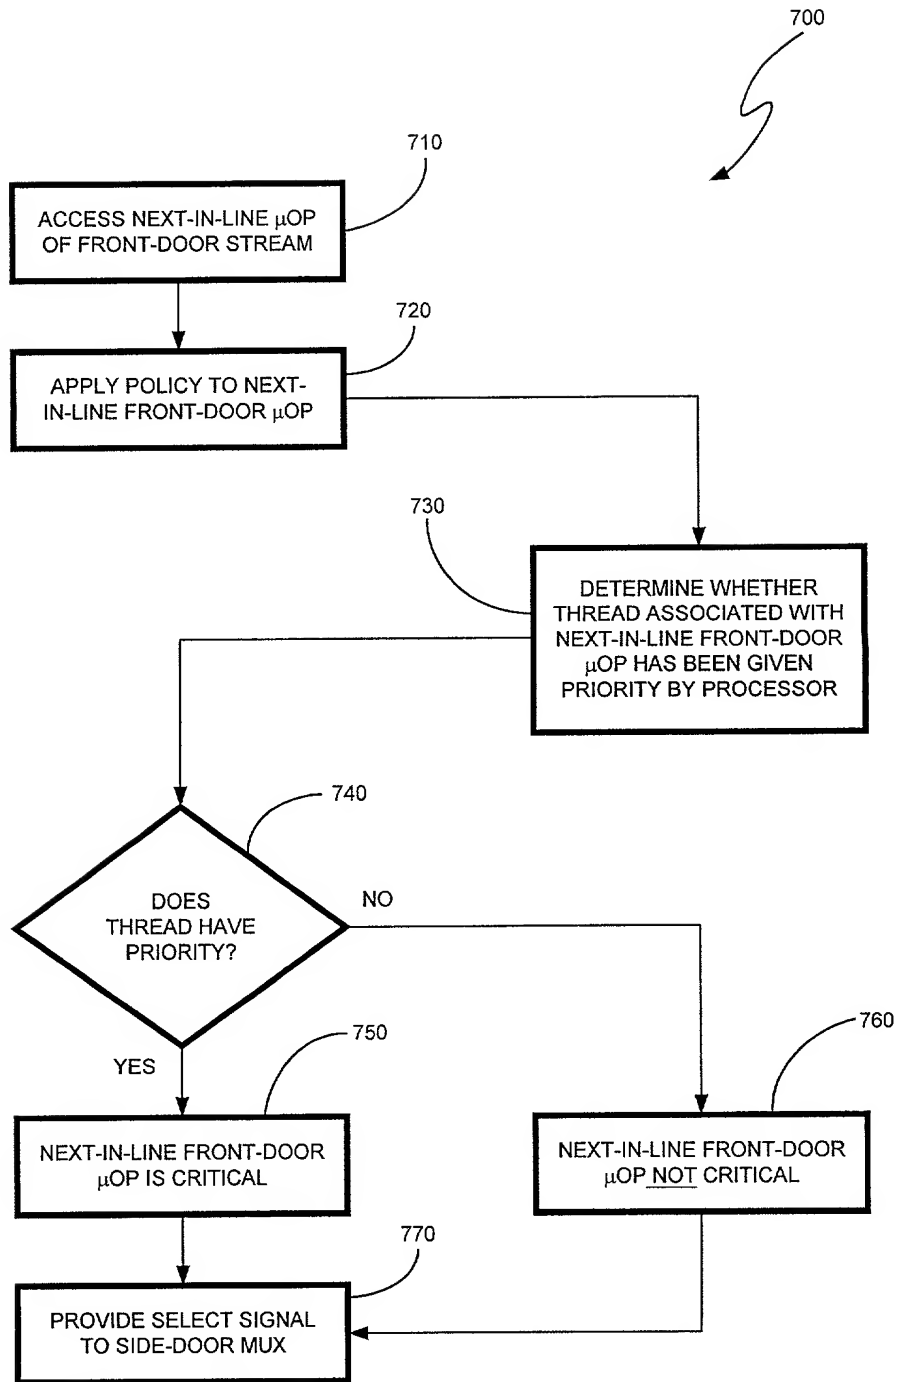 700
710
ACCESS NEXT-IN-LINE µOP
OF FRONT-DOOR STREAM
720
APPLY POLICY TO NEXT-
IN-LINE FRONT-DOOR µOP
730
DETERMINE WHETHER
THREAD ASSOCIATED WITH
NEXT-IN-LINE FRONT-DOOR
µOP HAS BEEN GIVEN
PRIORITY BY PROCESSOR
740
DOES
THREAD HAVE
PRIORITY?
NO
YES
750
NEXT-IN-LINE FRONT-DOOR
µOP IS CRITICAL
760
NEXT-IN-LINE FRONT-DOOR
µOP NOT CRITICAL
770
PROVIDE SELECT SIGNAL
TO SIDE-DOOR MUX